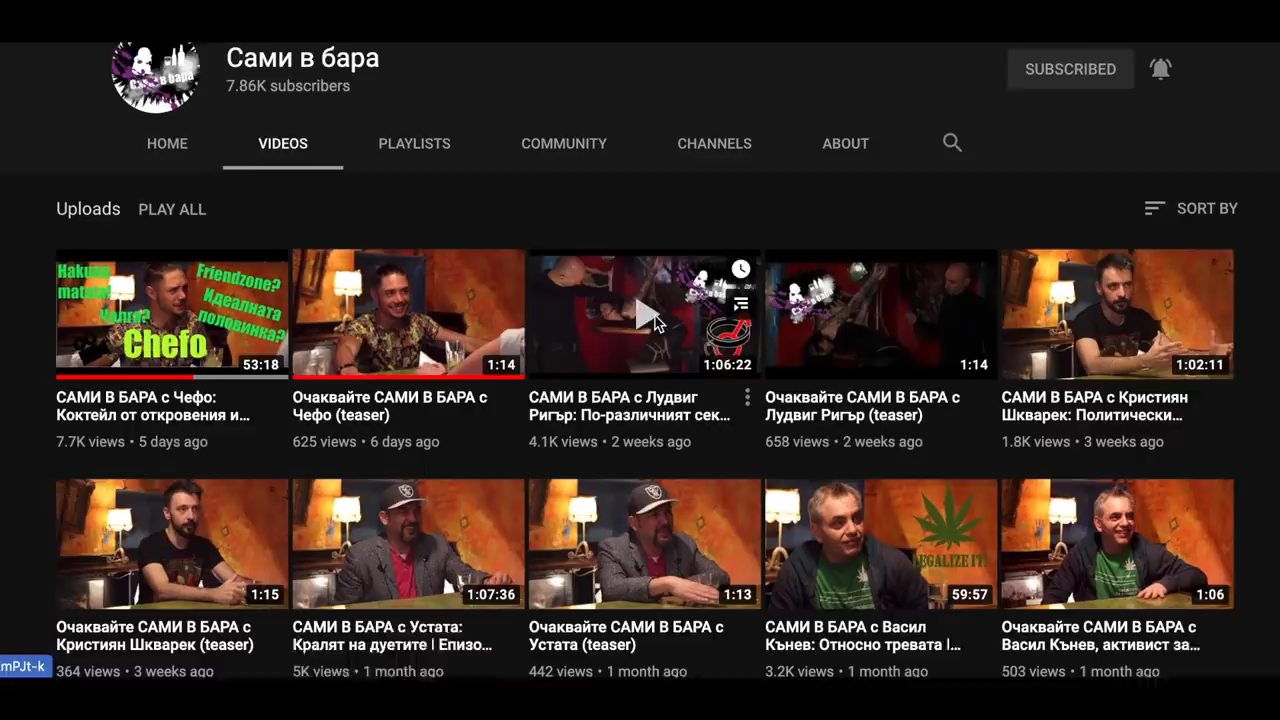 Сами в бара
7.86K subscribers
SUBSCRIBED
HOME
VIDEOS
PLAYLISTS
COMMUNITY
CHANNELS
ABOUT
Uploads
PLAY ALL
SORT BY
Hakuna
matata!
Чалга?
Friendzone?
Идеалната
половинка?
Chefo
53:18
1:14
1:06:22
1:14
1:02:11
САМИ В БАРА с Чефо:
Коктейл от откровения и...
7.7K views • 5 days ago
Очаквайте САМИ В БАРА с
Чефо (teaser)
625 views • 6 days ago
САМИ В БАРА с Лудвиг
Ригър: По-различният сек...
4.1K views • 2 weeks ago
Очаквайте САМИ В БАРА с
Лудвиг Ригър (teaser)
658 views • 2 weeks ago
САМИ В БАРА с Кристиян
Шкварек: Политически...
1.8K views • 3 weeks ago
1:15
1:07:36
1:13
LEGALIZE IT!
59:57
1:06
Очаквайте САМИ В БАРА с
Кристиян Шкварек (teaser)
364 views • 3 weeks ago
САМИ В БАРА с Устата:
Кралят на дуетите | Епизо...
5K views • 1 month ago
Очаквайте САМИ В БАРА с
Устата (teaser)
442 views • 1 month ago
САМИ В БАРА с Васил
Кънев: Относно тревата |...
3.2K views • 1 month ago
Очаквайте САМИ В БАРА с
Васил Кънев, активист за...
503 views • 1 month ago
mPJt-k